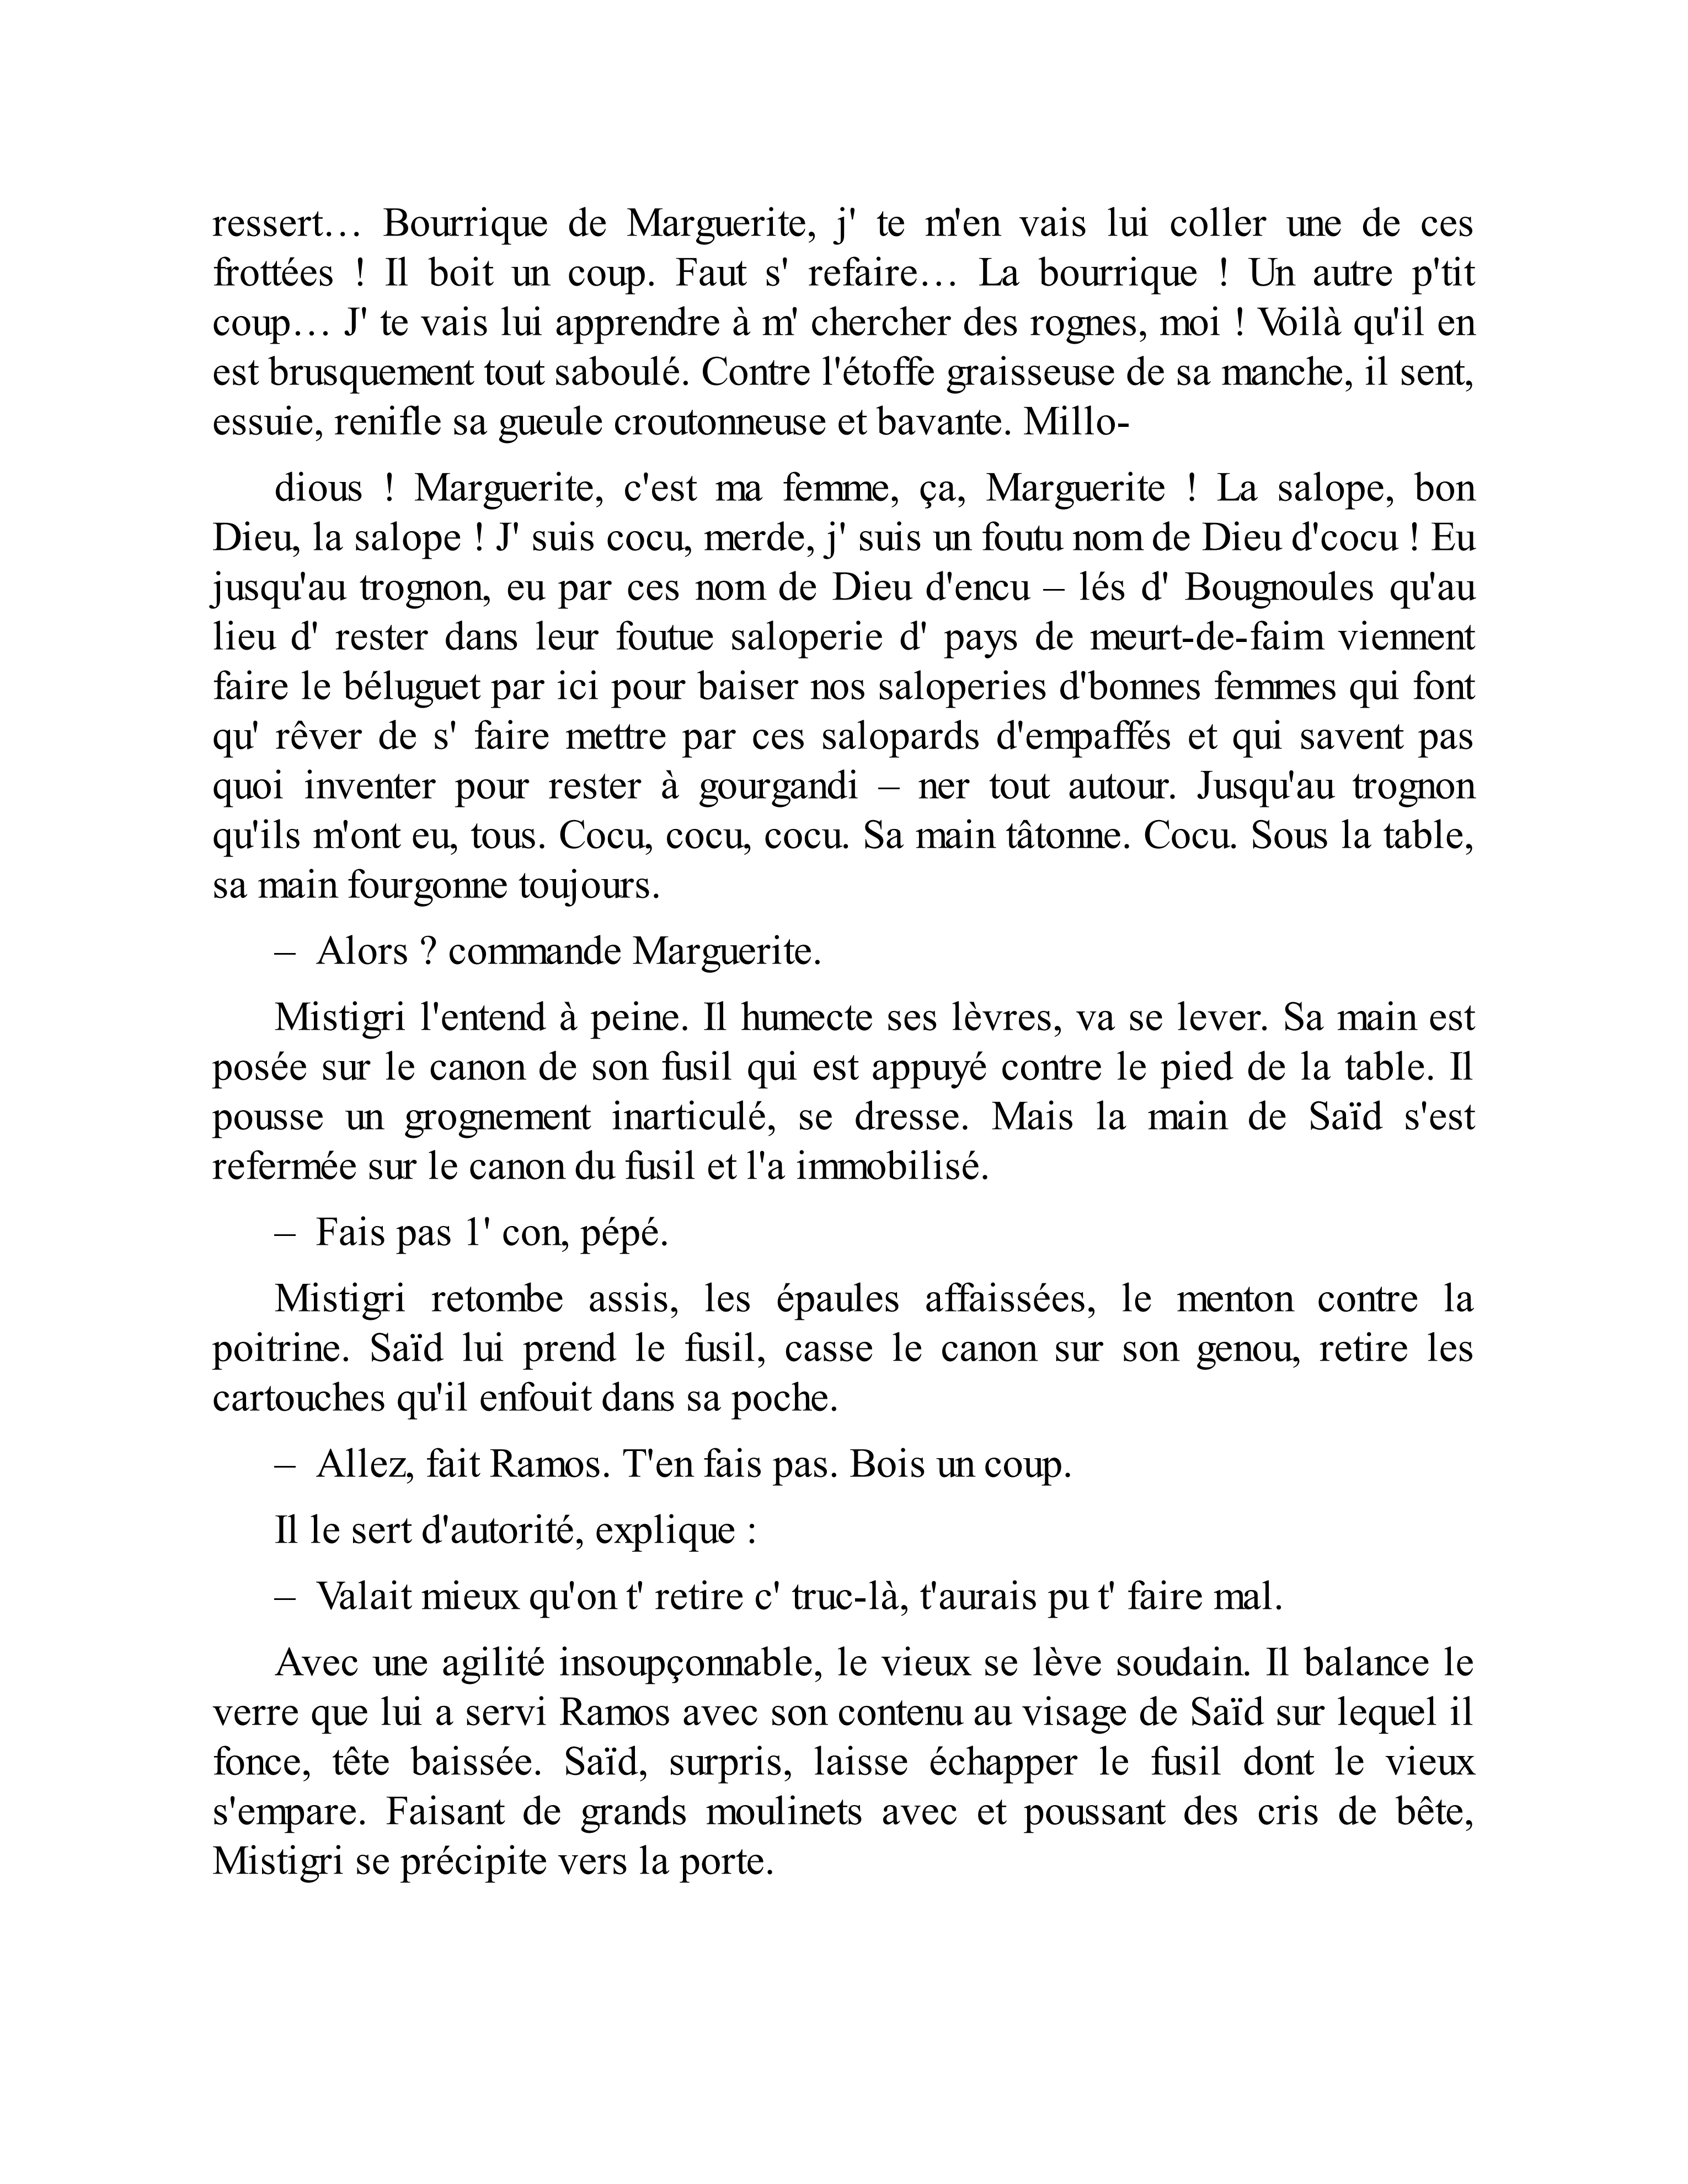 ressert… Bourrique de Marguerite, j' te m'en vais lui coller une de ces
frottées ! Il boit un coup. Faut s' refaire… La bourrique ! Un autre p'tit
coup… J' te vais lui apprendre à m' chercher des rognes, moi ! Voilà qu'il en
est brusquement tout saboulé. Contre l'étoffe graisseuse de sa manche, il sent,
essuie, renifle sa gueule croutonneuse et bavante. Millo-
dious ! Marguerite, c'est ma femme, ça, Marguerite ! La salope, bon
Dieu, la salope ! J' suis cocu, merde, j' suis un foutu nom de Dieu d'cocu ! Eu
jusqu'au trognon, eu par ces nom de Dieu d'encu – lés d' Bougnoules qu'au
lieu d' rester dans leur foutue saloperie d' pays de meurt-de-faim viennent
faire le béluguet par ici pour baiser nos saloperies d'bonnes femmes qui font
qu' rêver de s' faire mettre par ces salopards d'empaffés et qui savent pas
quoi inventer pour rester à gourgandi – ner tout autour. Jusqu'au trognon
qu'ils m'ont eu, tous. Cocu, cocu, cocu. Sa main tâtonne. Cocu. Sous la table,
sa main fourgonne toujours.
– Alors ? commande Marguerite.
Mistigri l'entend à peine. Il humecte ses lèvres, va se lever. Sa main est
posée sur le canon de son fusil qui est appuyé contre le pied de la table. Il
pousse un grognement inarticulé, se dresse. Mais la main de Saïd s'est
refermée sur le canon du fusil et l'a immobilisé.
– Fais pas 1' con, pépé.
Mistigri retombe assis, les épaules affaissées, le menton contre la
poitrine. Saïd lui prend le fusil, casse le canon sur son genou, retire les
cartouches qu'il enfouit dans sa poche.
– Allez, fait Ramos. T'en fais pas. Bois un coup.
Il le sert d'autorité, explique :
– Valait mieux qu'on t' retire c' truc-là, t'aurais pu t' faire mal.
Avec une agilité insoupçonnable, le vieux se lève soudain. Il balance le
verre que lui a servi Ramos avec son contenu au visage de Saïd sur lequel il
fonce, tête baissée. Saïd, surpris, laisse échapper le fusil dont le vieux
s'empare. Faisant de grands moulinets avec et poussant des cris de bête,
Mistigri se précipite vers la porte.